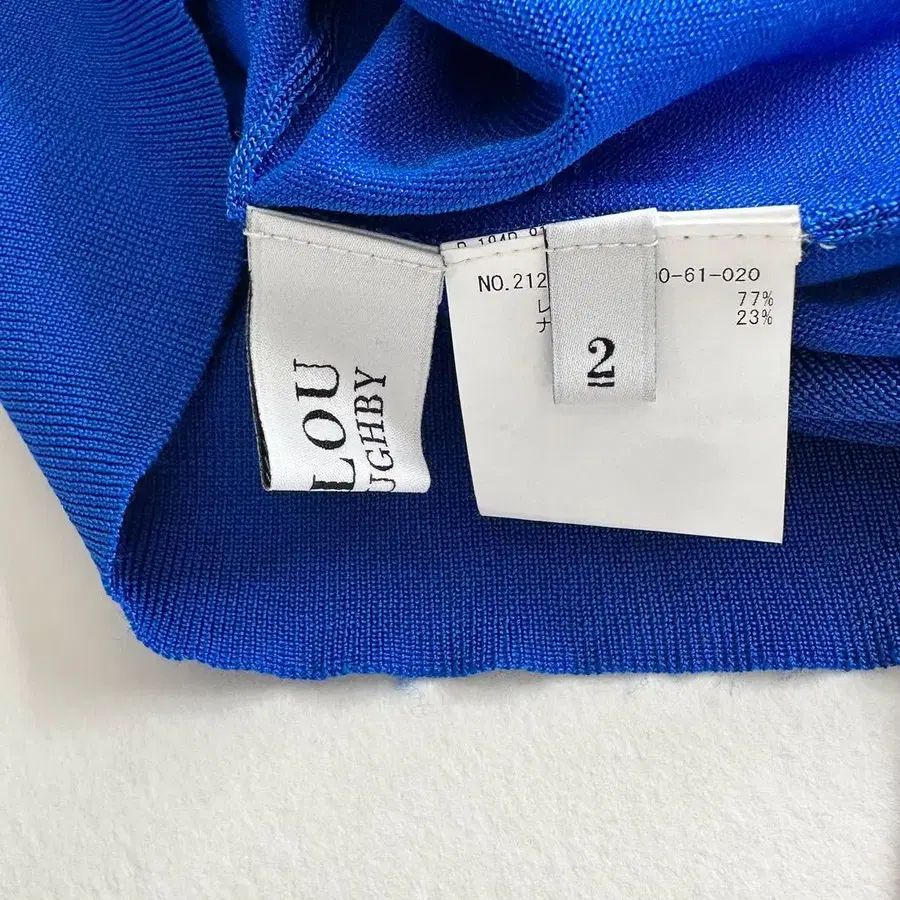 LOU
UGHBY
NO.212
0-61-020
レ 77%
ナ 23%
2